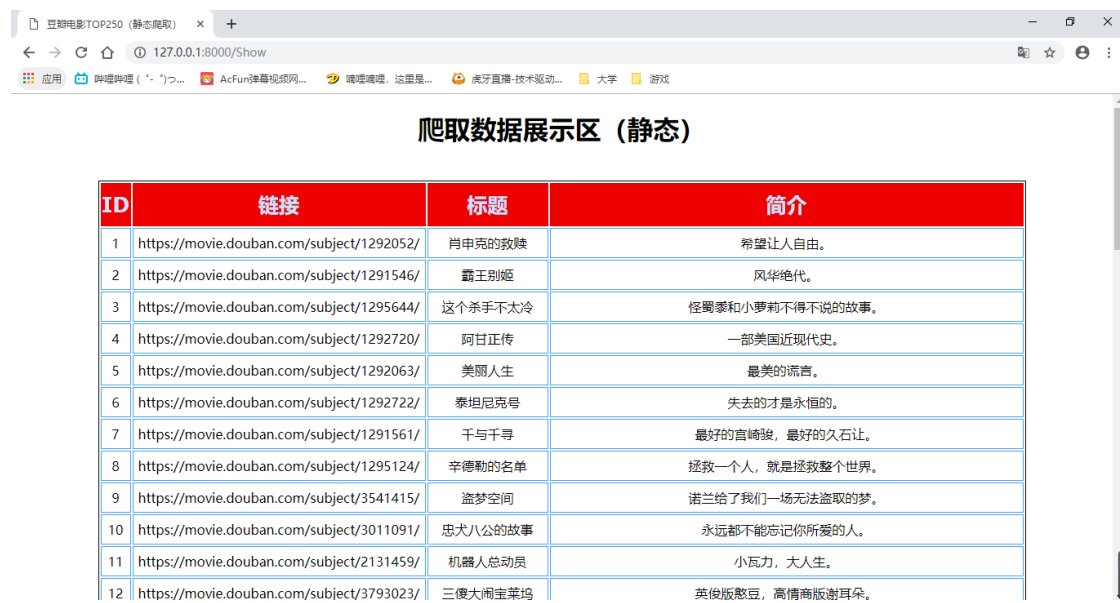 豆瓣电影TOP250（静态爬取）
127.0.0.1:8000/Show
应用 哔哩哔哩 (゜-゜)つ... AcFun弹幕视频网... 嘀哩嘀哩，这里是... 虎牙直播-技术驱动... 大学 游戏
爬取数据展示区（静态）
ID 链接 标题 简介
1 https://movie.douban.com/subject/1292052/ 肖申克的救赎 希望让人自由。
2 https://movie.douban.com/subject/1291546/ 霸王别姬 风华绝代。
3 https://movie.douban.com/subject/1295644/ 这个杀手不太冷 怪蜀黍和小萝莉不得不说的故事。
4 https://movie.douban.com/subject/1292720/ 阿甘正传 一部美国近现代史。
5 https://movie.douban.com/subject/1292063/ 美丽人生 最美的谎言。
6 https://movie.douban.com/subject/1292722/ 泰坦尼克号 失去的才是永恒的。
7 https://movie.douban.com/subject/1291561/ 千与千寻 最好的宫崎骏，最好的久石让。
8 https://movie.douban.com/subject/1295124/ 辛德勒的名单 拯救一个人，就是拯救整个世界。
9 https://movie.douban.com/subject/3541415/ 盗梦空间 诺兰给了我们一场无法盗取的梦。
10 https://movie.douban.com/subject/3011091/ 忠犬八公的故事 永远都不能忘记你所爱的人。
11 https://movie.douban.com/subject/2131459/ 机器人总动员 小瓦力，大人生。
12 https://movie.douban.com/subject/3793023/ 三傻大闹宝莱坞 英俊版憨豆，高情商版谢耳朵。